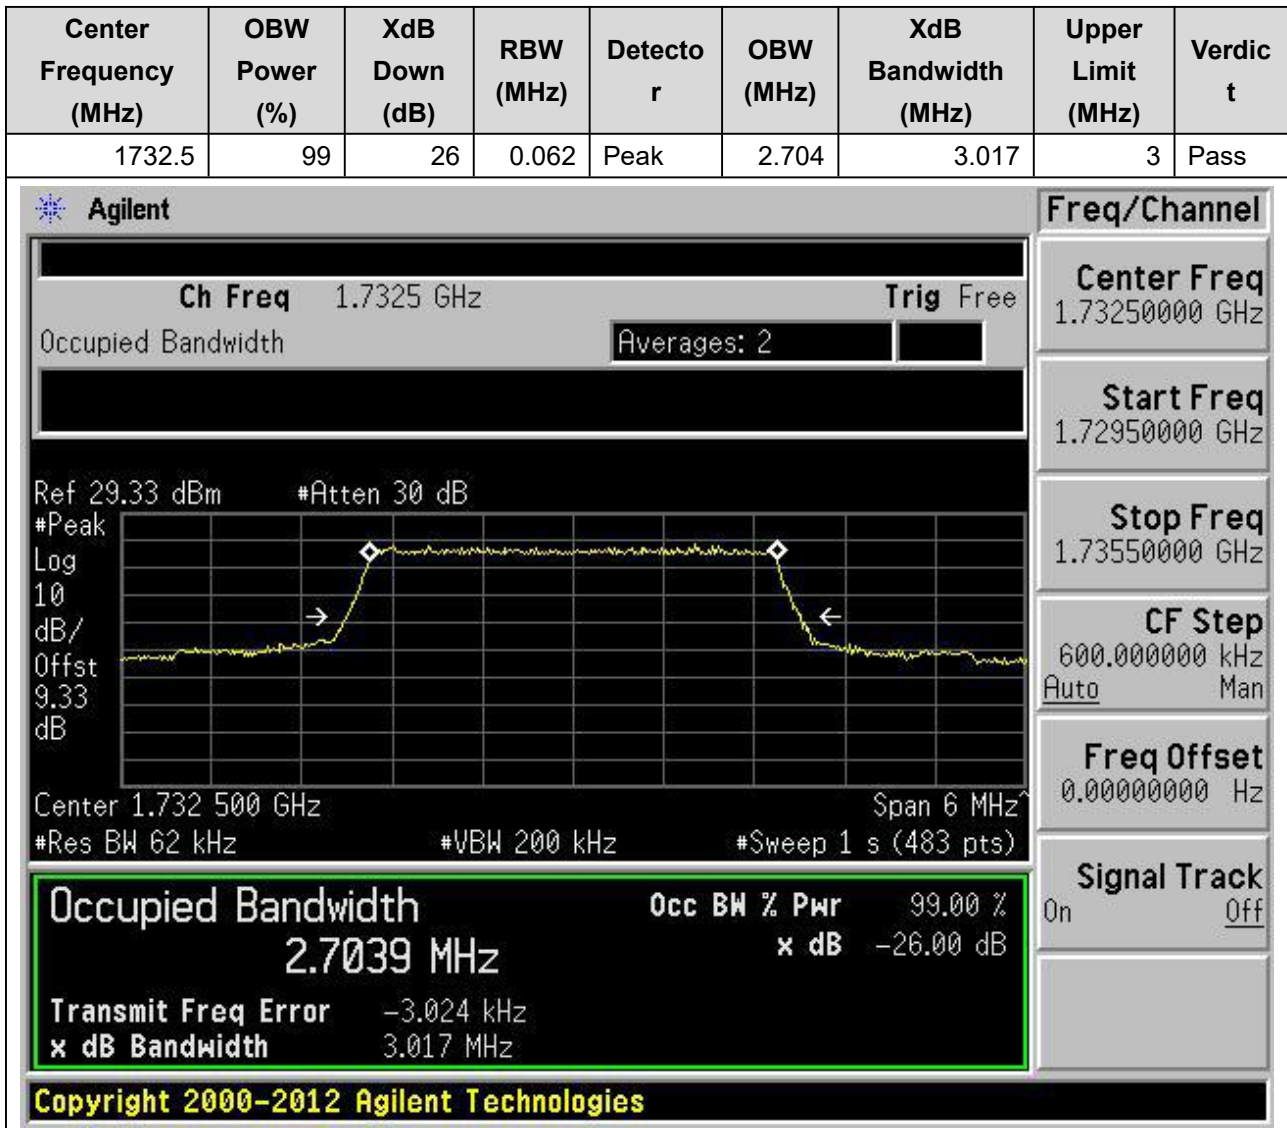 Center Frequency (MHz) OBW Power (%) XdB Down (dB) RBW (MHz) Detecto r OBW (MHz) XdB Bandwidth (MHz) Upper Limit (MHz) Verdic t
1732.5 99 26 0.062 Peak 2.704 3.017 3 Pass
Agilent
Freq/Channel
Ch Freq 1.7325 GHz Trig Free
Occupied Bandwidth Averages: 2
Center Freq
1.73250000 GHz
Start Freq
1.72950000 GHz
Stop Freq
1.73550000 GHz
CF Step
600.000000 kHz
Auto Man
Freq Offset
0.00000000 Hz
Signal Track
On Off
Ref 29.33 dBm #Atten 30 dB
#Peak
Log
10
dB/
Offst
9.33
dB
Center 1.732 500 GHz Span 6 MHz^
#Res BW 62 kHz #VBW 200 kHz #Sweep 1 s (483 pts)
Occupied Bandwidth Occ BW % Pwr 99.00 %
2.7039 MHz x dB -26.00 dB
Transmit Freq Error -3.024 kHz
x dB Bandwidth 3.017 MHz
Copyright 2000-2012 Agilent Technologies